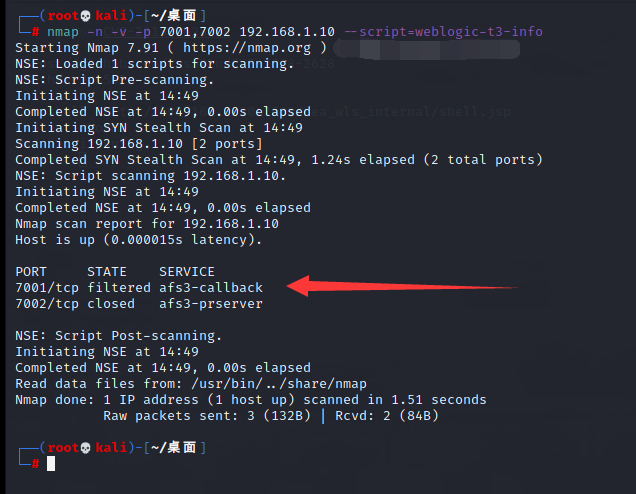 ┌──(root💀kali)-[~/桌面]
└─# nmap -n -v -p 7001,7002 192.168.1.10 --script=weblogic-t3-info
Starting Nmap 7.91 ( https://nmap.org )
NSE: Loaded 1 scripts for scanning.
NSE: Script Pre-scanning.
Initiating NSE at 14:49
Completed NSE at 14:49, 0.00s elapsed
Initiating SYN Stealth Scan at 14:49
Scanning 192.168.1.10 [2 ports]
Completed SYN Stealth Scan at 14:49, 1.24s elapsed (2 total ports)
NSE: Script scanning 192.168.1.10.
Initiating NSE at 14:49
Completed NSE at 14:49, 0.00s elapsed
Nmap scan report for 192.168.1.10
Host is up (0.000015s latency).
PORT     STATE    SERVICE
7001/tcp filtered afs3-callback
7002/tcp closed   afs3-prserver
NSE: Script Post-scanning.
Initiating NSE at 14:49
Completed NSE at 14:49, 0.00s elapsed
Read data files from: /usr/bin/../share/nmap
Nmap done: 1 IP address (1 host up) scanned in 1.51 seconds
           Raw packets sent: 3 (132B) | Rcvd: 2 (84B)
┌──(root💀kali)-[~/桌面]
└─#